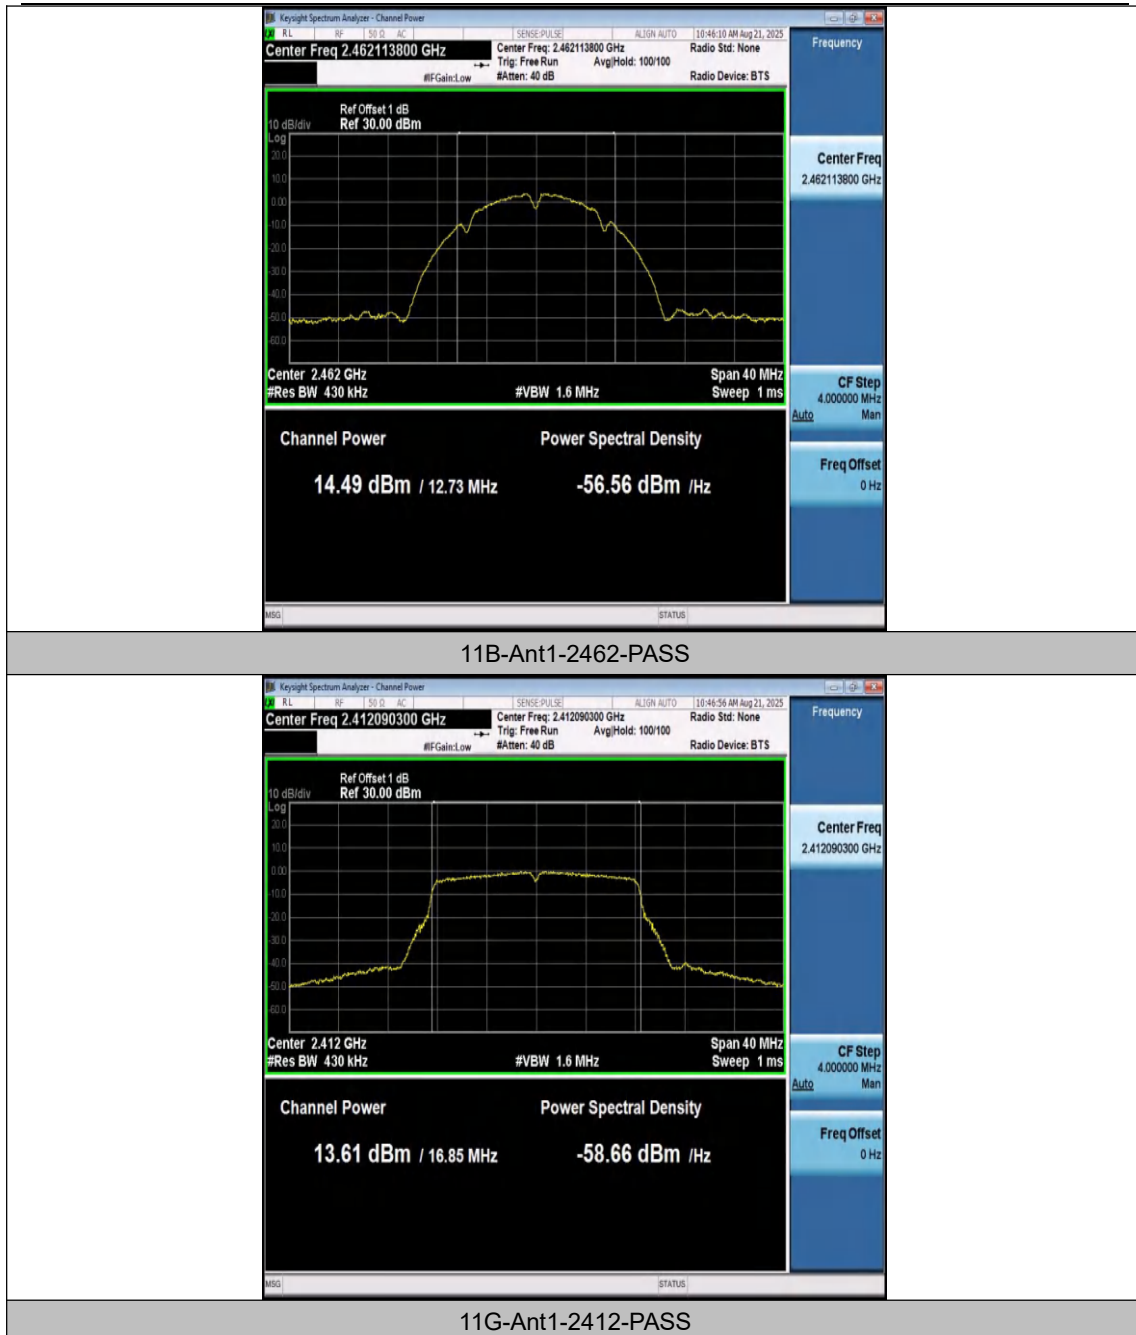 Keysight Spectrum Analyzer - Channel Power
RL RF 50 Ω AC SENSE:PULSE ALIGN AUTO 10:46:10 AM Aug 21, 2025
Center Freq 2.462113800 GHz Center Freq: 2.462113800 GHz Radio Std: None Frequency
Trig: Free Run Avg|Hold: 100/100
#IFGain:Low #Atten: 40 dB Radio Device: BTS
Ref Offset 1 dB
10 dB/div Ref 30.00 dBm
Log
20.0
10.0
0.00
-10.0
-20.0
-30.0
-40.0
-50.0
-60.0
Center Freq
2.462113800 GHz
Center 2.462 GHz Span 40 MHz
#Res BW 430 kHz #VBW 1.6 MHz Sweep 1 ms
CF Step
4.000000 MHz
Auto Man
Channel Power Power Spectral Density
14.49 dBm / 12.73 MHz -56.56 dBm /Hz
Freq Offset
0 Hz
MSG STATUS
11B-Ant1-2462-PASS
Keysight Spectrum Analyzer - Channel Power
RL RF 50 Ω AC SENSE:PULSE ALIGN AUTO 10:46:56 AM Aug 21, 2025
Center Freq 2.412090300 GHz Center Freq: 2.412090300 GHz Radio Std: None Frequency
Trig: Free Run Avg|Hold: 100/100
#IFGain:Low #Atten: 40 dB Radio Device: BTS
Ref Offset 1 dB
10 dB/div Ref 30.00 dBm
Log
20.0
10.0
0.00
-10.0
-20.0
-30.0
-40.0
-50.0
-60.0
Center Freq
2.412090300 GHz
Center 2.412 GHz Span 40 MHz
#Res BW 430 kHz #VBW 1.6 MHz Sweep 1 ms
CF Step
4.000000 MHz
Auto Man
Channel Power Power Spectral Density
13.61 dBm / 16.85 MHz -58.66 dBm /Hz
Freq Offset
0 Hz
MSG STATUS
11G-Ant1-2412-PASS